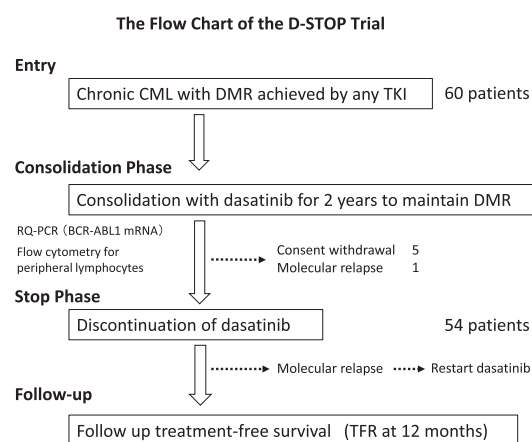 The Flow Chart of the D-STOP Trial
Entry
Chronic CML with DMR achieved by any TKI 60 patients
Consolidation Phase
Consolidation with dasatinib for 2 years to maintain DMR
RQ-PCR（BCR-ABL1 mRNA）
Flow cytometry for
peripheral lymphocytes
Consent withdrawal 5
Molecular relapse 1
Stop Phase
Discontinuation of dasatinib 54 patients
Molecular relapse Restart dasatinib
Follow-up
Follow up treatment-free survival (TFR at 12 months)